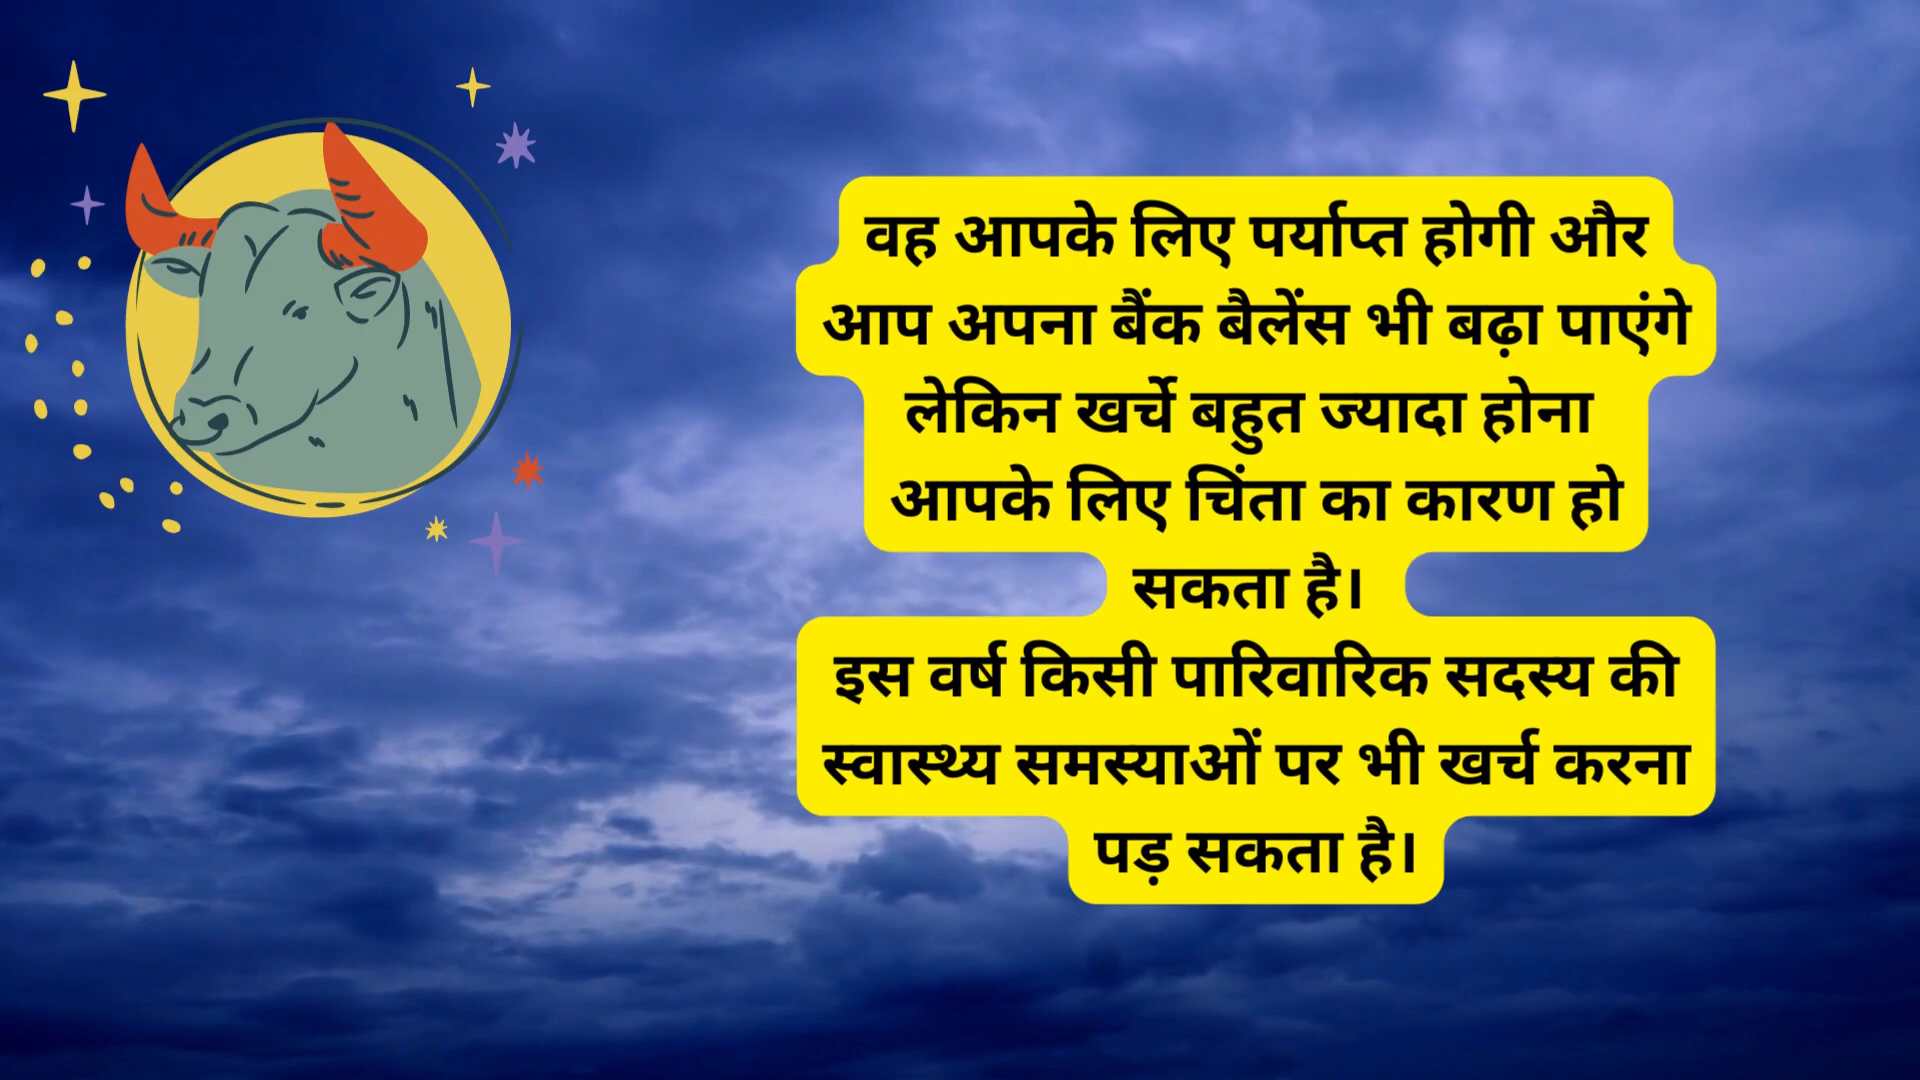 वह आपके लिए पर्याप्त होगी और
आप अपना बैंक बैलेंस भी बढ़ा पाएंगे
लेकिन खर्चे बहुत ज्यादा होना
आपके लिए चिंता का कारण हो
सकता है।
इस वर्ष किसी पारिवारिक सदस्य की
स्वास्थ्य समस्याओं पर भी खर्च करना
पड़ सकता है।